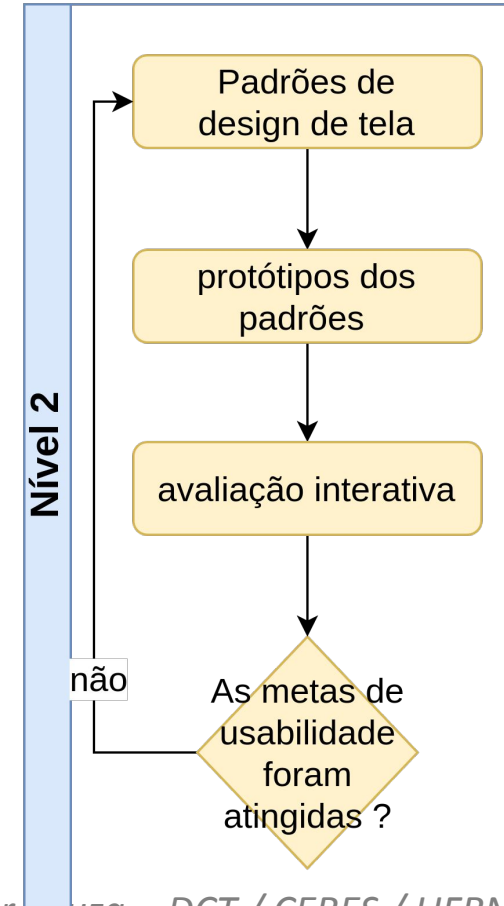 Padrões de
design de tela
protótipos dos
padrões
avaliação interativa
Nível 2
não
As metas de
usabilidade
foram
atingidas ?
DCT / CERES / UFRN